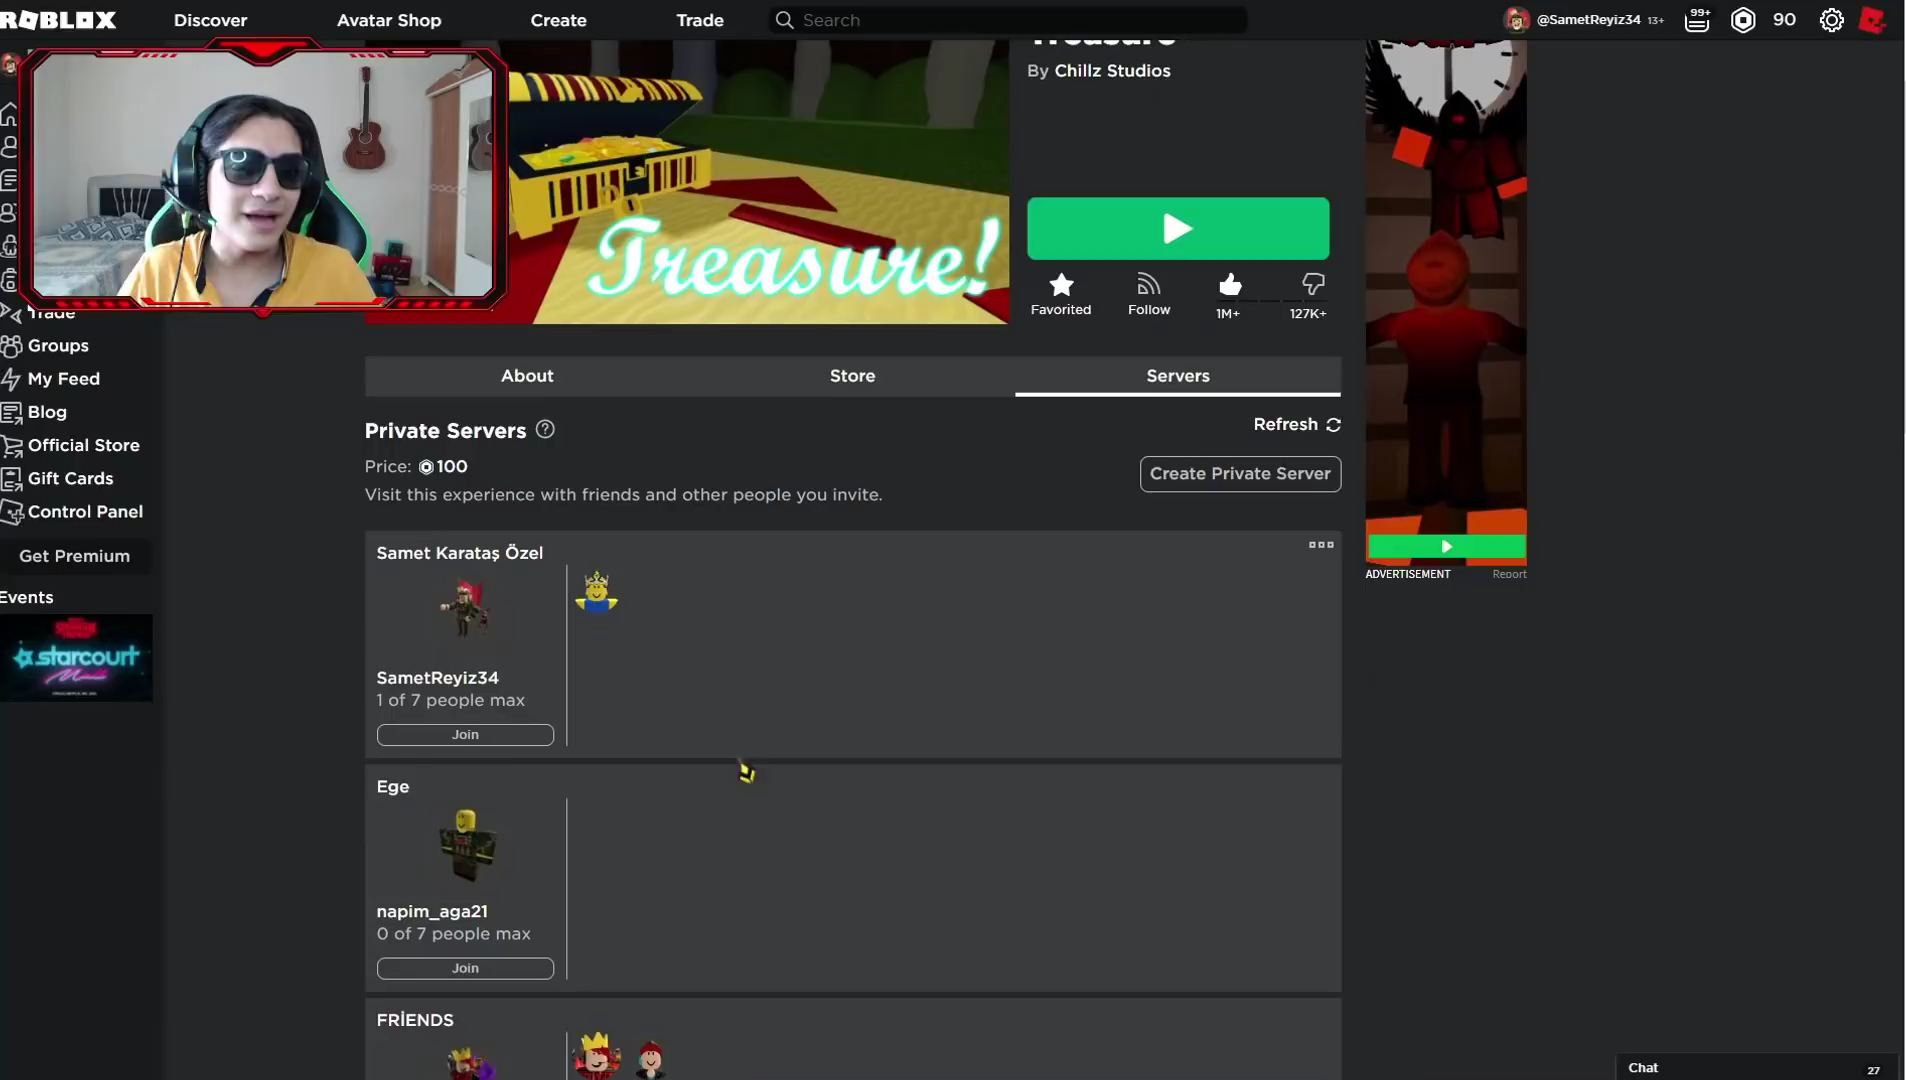 ROBLOX
Discover
Avatar Shop
Create
Trade
Search
@SametReyiz34 13+
99+
90
By Chillz Studios
Treasure!
Favorited
Follow
1M+
127K+
Trade
Groups
My Feed
Blog
Official Store
Gift Cards
Control Panel
Get Premium
Events
starcourt
About
Store
Servers
Private Servers
Refresh
Price: 100
Create Private Server
Visit this experience with friends and other people you invite.
Samet Karataş Özel
SametReyiz34
1 of 7 people max
Join
Ege
napim_aga21
0 of 7 people max
Join
FRİENDS
ADVERTISEMENT
Report
Chat
27